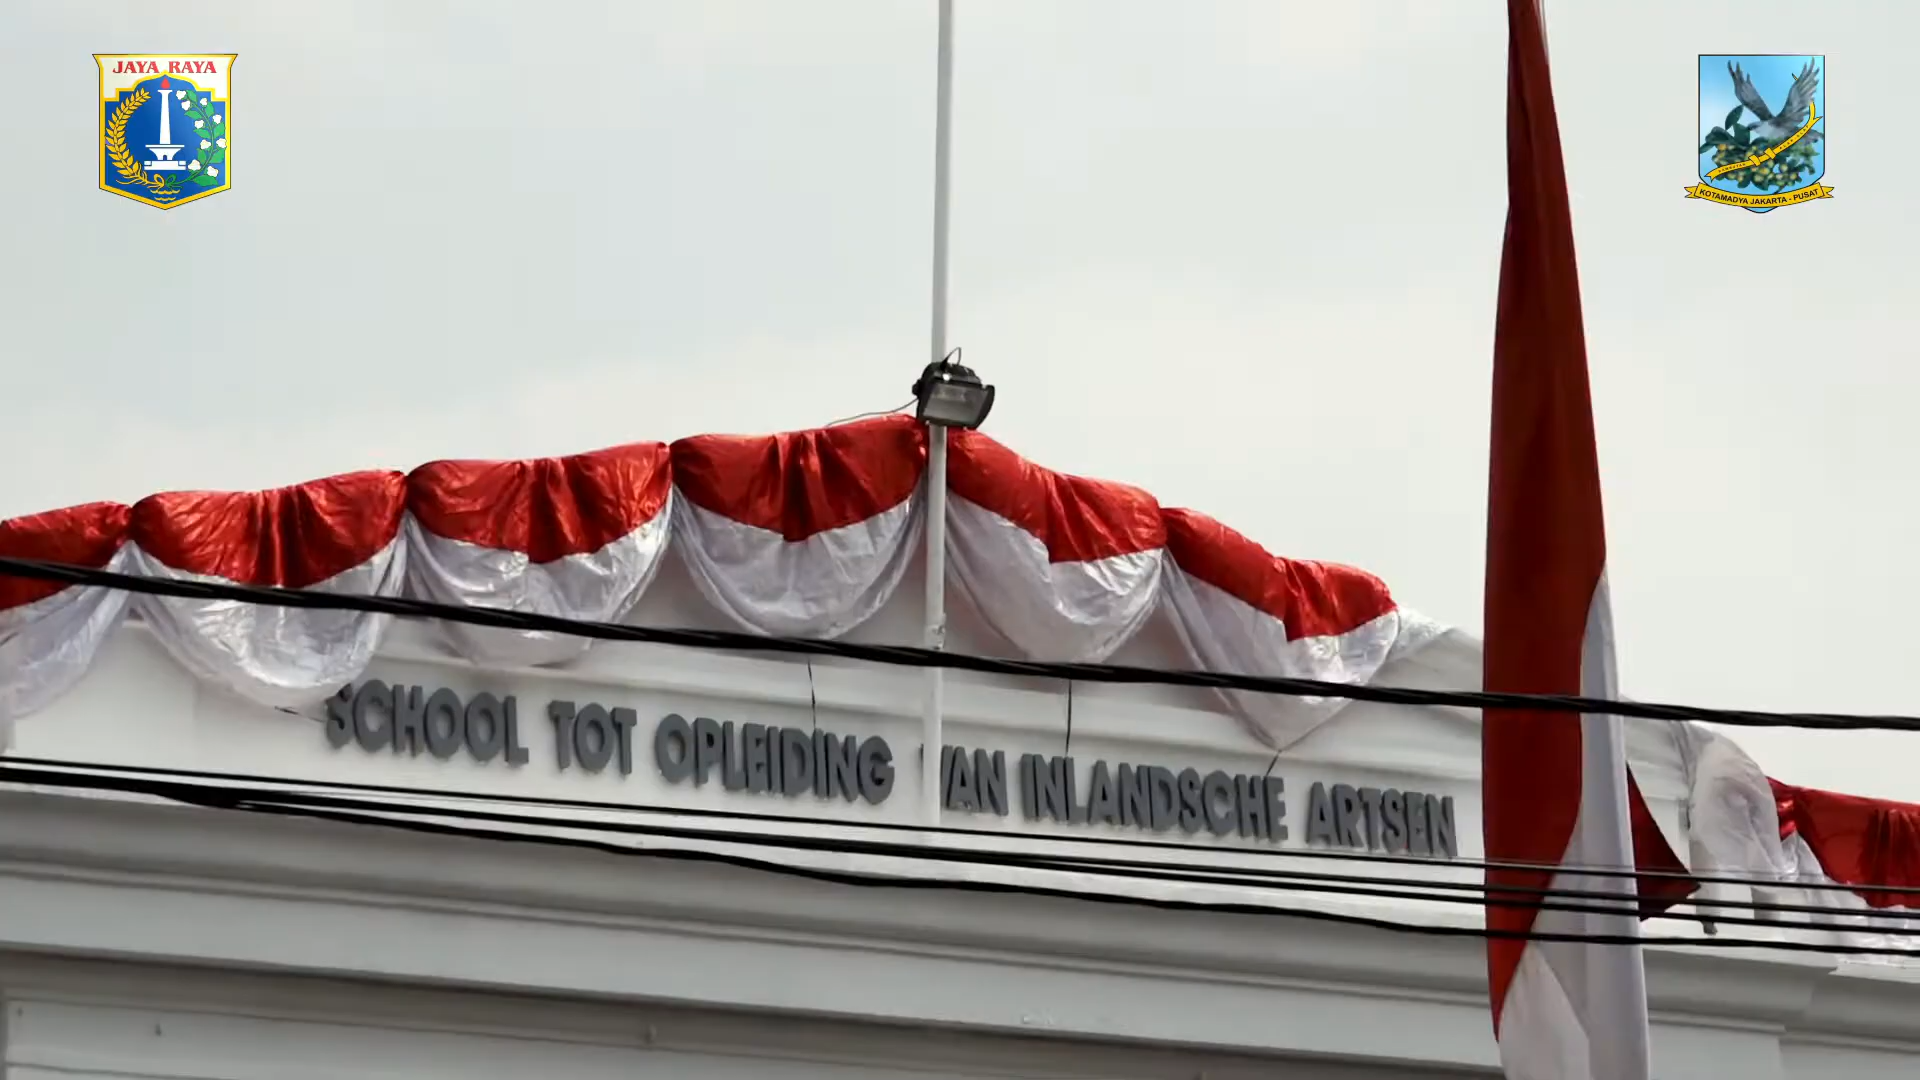 JAYA RAYA
KOTAMADYA JAKARTA - PUSAT
SCHOOL TOT OPLEIDING VAN INLANDSCHE ARTSEN